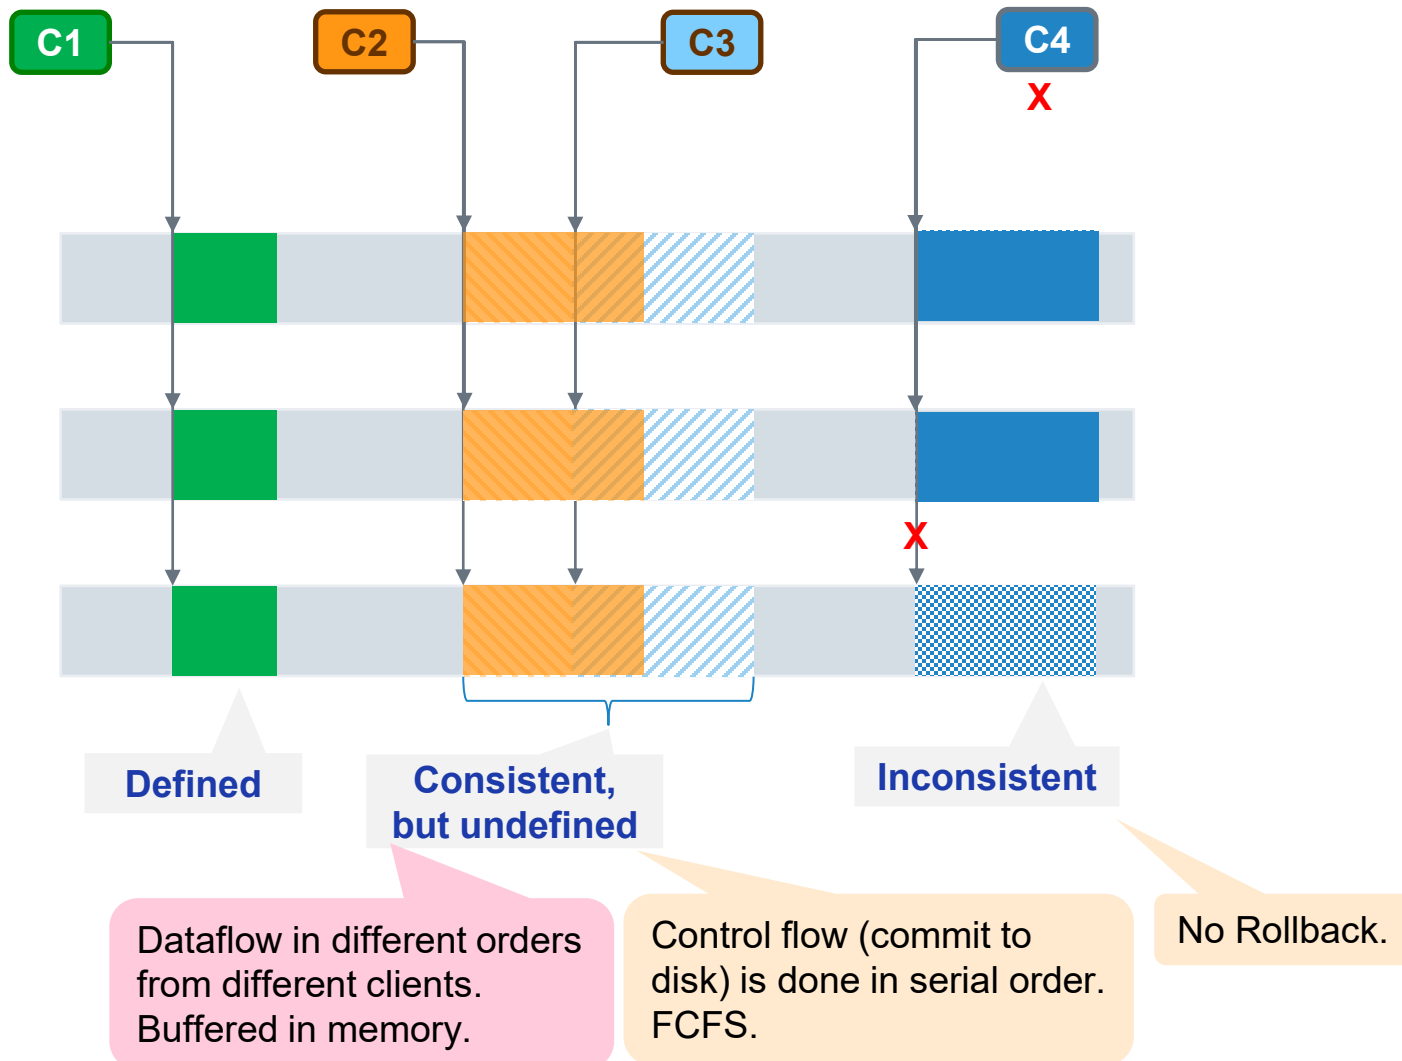 C1
C2
C3
C4
X
X
Defined
Consistent,
but undefined
Inconsistent
Dataflow in different orders
from different clients.
Buffered in memory.
Control flow (commit to
disk) is done in serial order.
FCFS.
No Rollback.